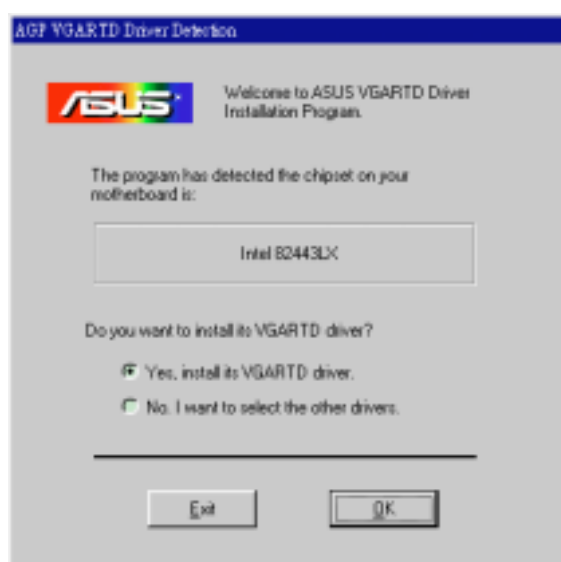 AGP VGARTD Driver Detection
ASUS
Welcome to ASUS VGARTD Driver
Installation Program.
The program has detected the chipset on your
motherboard is:
Intel 82443LX
Do you want to install its VGARTD driver?
Yes, install its VGARTD driver.
No, I want to select the other drivers.
Exit
OK